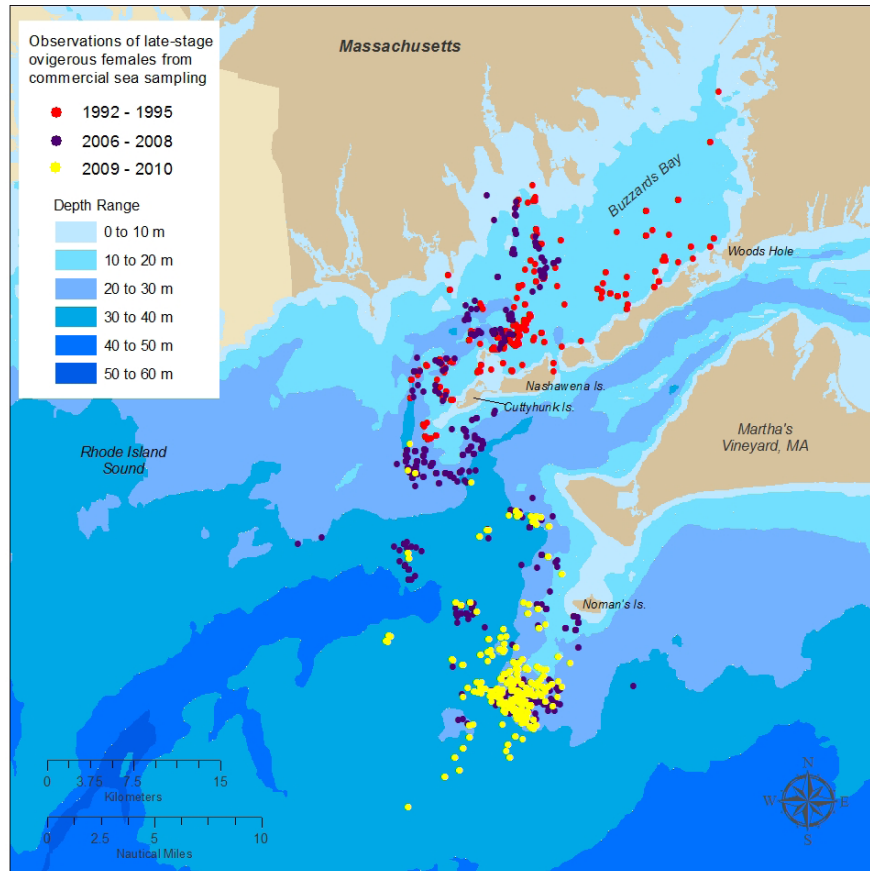 Massachusetts
Observations of late-stage
ovigerous females from
commercial sea sampling
1992 - 1995
2006 - 2008
2009 - 2010
Depth Range
0 to 10 m
10 to 20 m
20 to 30 m
30 to 40 m
40 to 50 m
50 to 60 m
Buzzards Bay
Woods Hole
Nashawena Is.
Cuttyhunk Is.
Martha's
Vineyard, MA
Rhode Island
Sound
Noman's Is.
0 3.75 7.5 15
Kilometers
0 2.5 5 10
Nautical Miles
N
W E
S